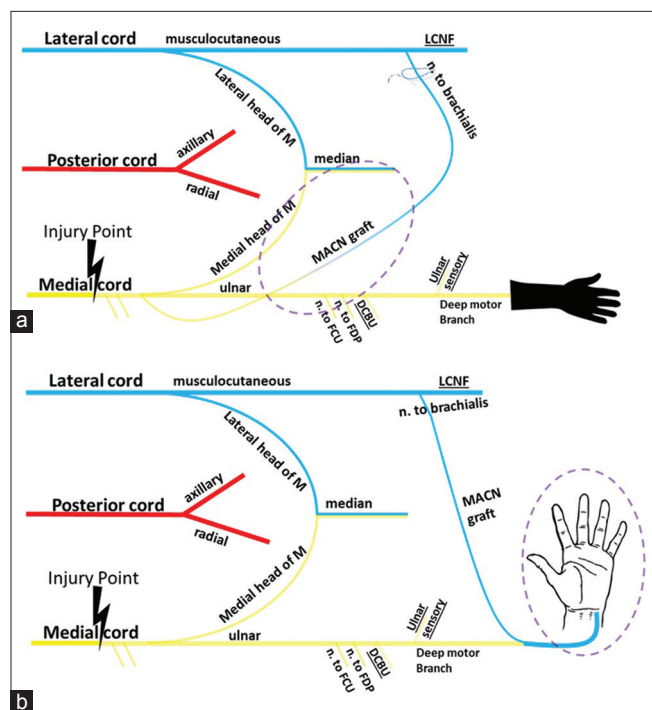 Lateral cord
musculocutaneous
LCNF
n. to brachialis
Lateral head of M
Posterior cord
axillary
radial
median
Injury Point
Medial head of M
MACN graft
Medial cord
ulnar
n. to FCU
n. to FDP
DCBU
Ulnar
sensory
Deep motor
Branch
a
Lateral cord
musculocutaneous
LCNF
n. to brachialis
Lateral head of M
Posterior cord
axillary
radial
median
MACN
graft
Injury Point
Medial head of M
Medial cord
ulnar
n. to FCU
n. to FDP
DCBU
Ulnar
sensory
Deep motor
Branch
b